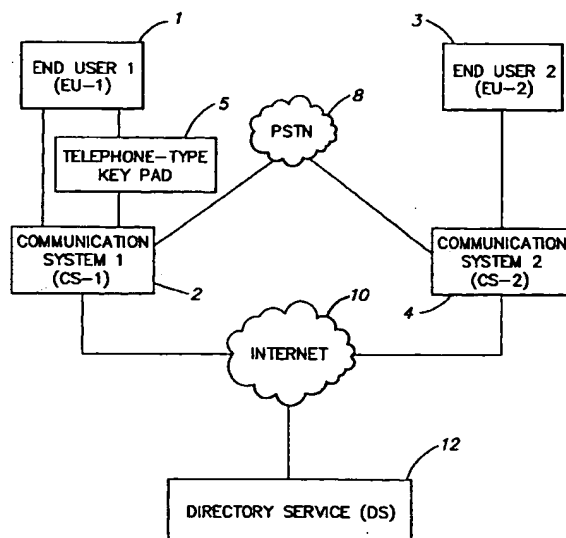 1
END USER 1
(EU-1)
3
END USER 2
(EU-2)
5
TELEPHONE-TYPE
KEY PAD
8
PSTN
COMMUNICATION
SYSTEM 1
(CS-1)
2
COMMUNICATION
SYSTEM 2
(CS-2)
4
10
INTERNET
12
DIRECTORY SERVICE (DS)